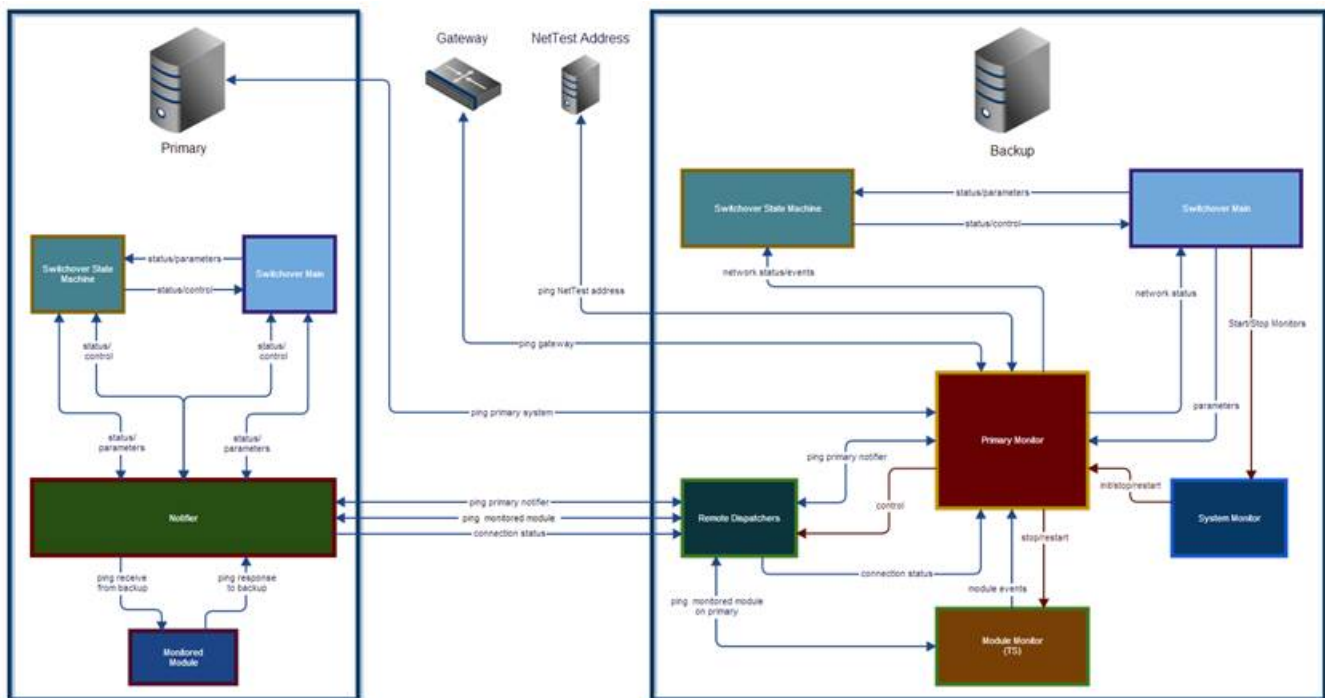 Gateway
NetTest Address
Primary
Backup
Switchover State
Machine
status/parameters
status/control
Switchover Main
status/
control
status/
control
status/
parameters
status/
parameters
Notifier
ping receive
from backup
ping response
to backup
Monitored
Module
ping NetTest address
ping gateway
ping primary system
ping primary notifier
ping monitored module
connection status
Switchover State Machine
status/parameters
status/control
Switchover Main
network status/events
network status
Start/Stop Monitors
parameters
Primary Monitor
ping primary notifier
control
init/stop/restart
System Monitor
Remote Dispatchers
connection status
stop/restart
module events
ping monitored module
on primary
Module Monitor
(TS)